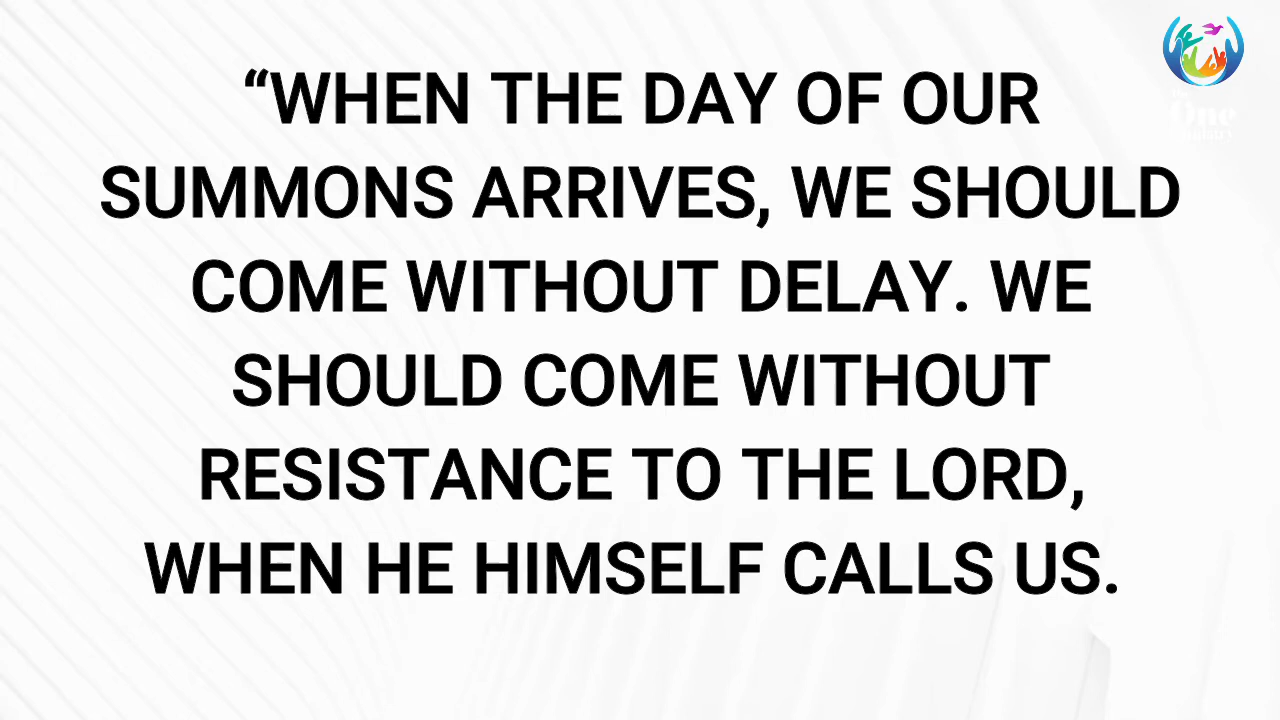 “WHEN THE DAY OF OUR
SUMMONS ARRIVES, WE SHOULD
COME WITHOUT DELAY. WE
SHOULD COME WITHOUT
RESISTANCE TO THE LORD,
WHEN HE HIMSELF CALLS US.
One